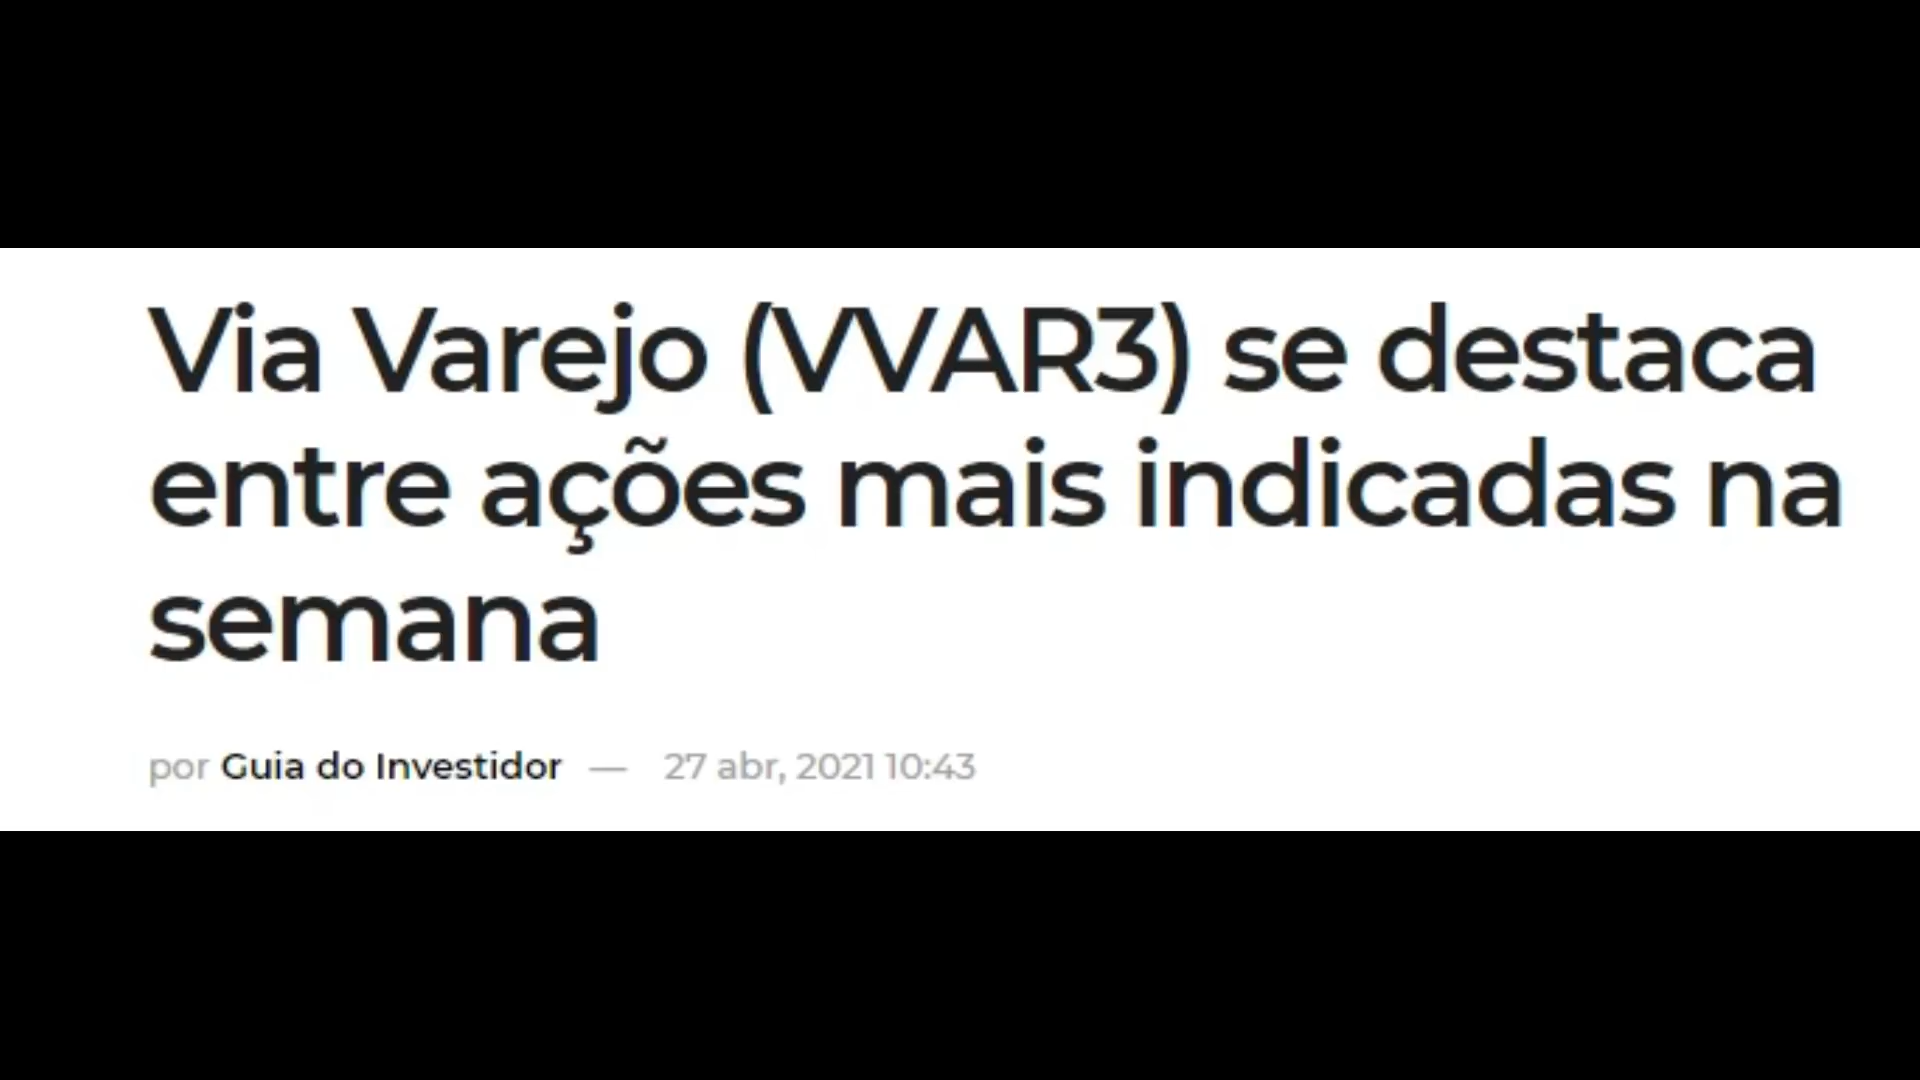 Via Varejo (VVAR3) se destaca
entre ações mais indicadas na
semana
por Guia do Investidor — 27 abr, 2021 10:43